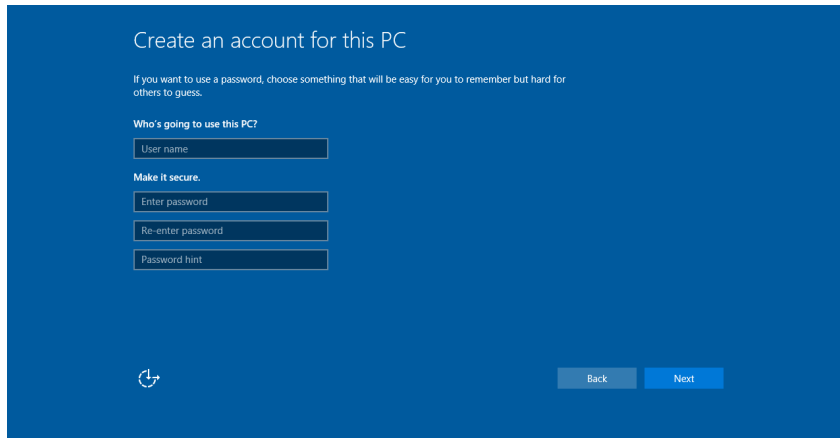 Create an account for this PC
If you want to use a password, choose something that will be easy for you to remember but hard for
others to guess.
Who's going to use this PC?
User name
Make it secure.
Enter password
Re-enter password
Password hint
Back
Next